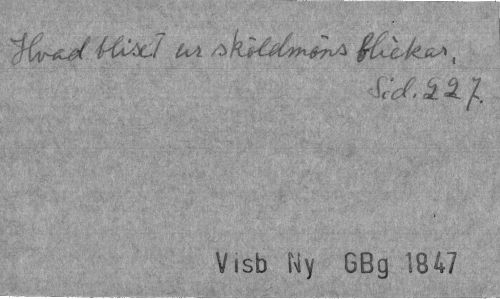 Hvad blixt ur sköldmöns blickar,
Sid. 227.
Visb Ny GBg 1847